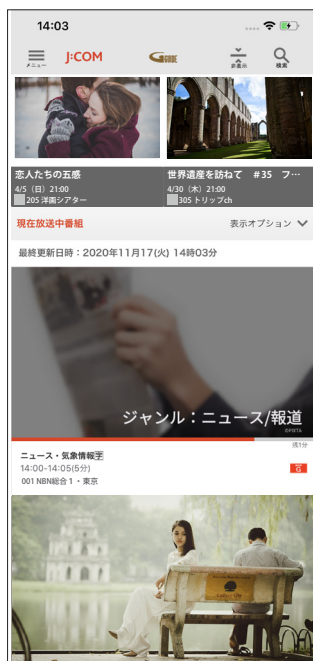 14:03
メニュー
J:COM
G GUIDE
非表示
検索
恋人たちの五感
4/5（日）21:00
205 洋画シアター
世界遺産を訪ねて #35 フ…
4/30（木）21:00
305 トリップch
現在放送中番組
表示オプション
最終更新日時：2020年11月17(火) 14時03分
ジャンル：ニュース/報道
©PIXTA
残1分
ニュース・気象情報字
14:00-14:05(5分)
001 NBN総合1・東京
G